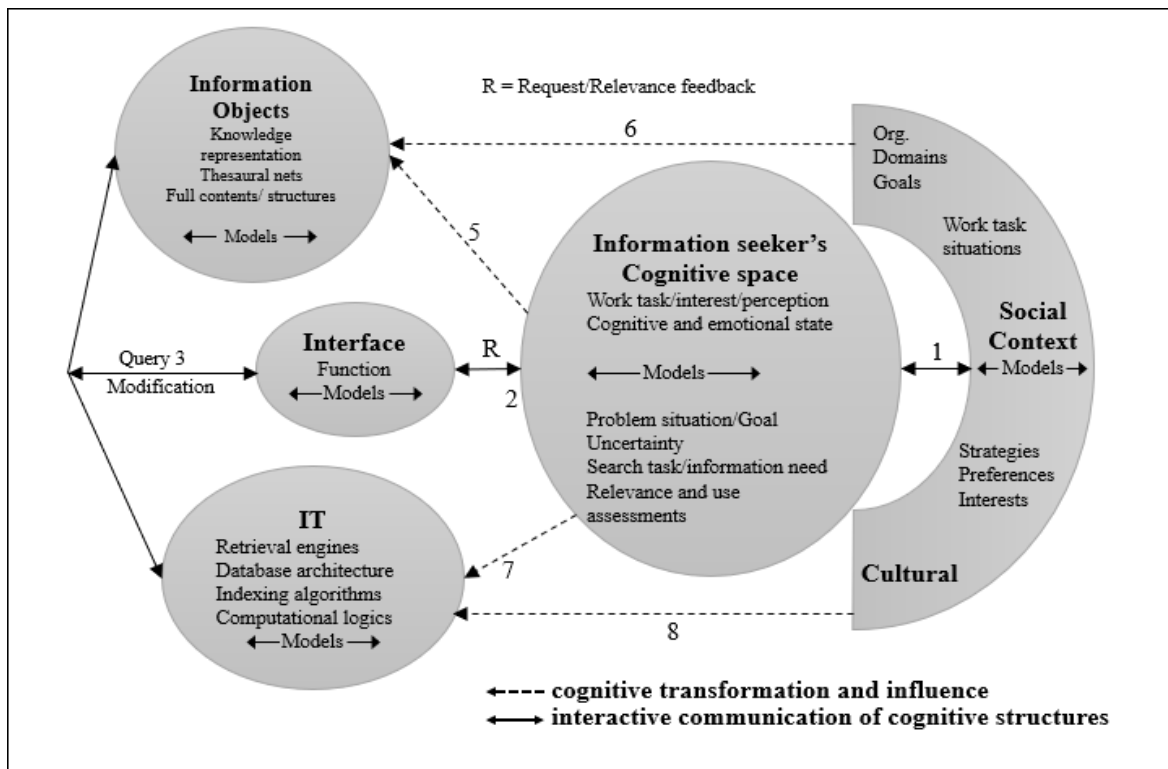 Information
Objects
Knowledge
representation
Thesaural nets
Full contents/ structures
Models
R = Request/Relevance feedback
6
Org.
Domains
Goals
5
Work task
situations
Information seeker's
Cognitive space
Work task/interest/perception
Cognitive and emotional state
Models
Problem situation/Goal
Uncertainty
Search task/information need
Relevance and use
assessments
Interface
Function
Models
Query 3
Modification
R
2
1
Social
Context
Models
Strategies
Preferences
Interests
Cultural
IT
Retrieval engines
Database architecture
Indexing algorithms
Computational logics
Models
7
8
cognitive transformation and influence
interactive communication of cognitive structures